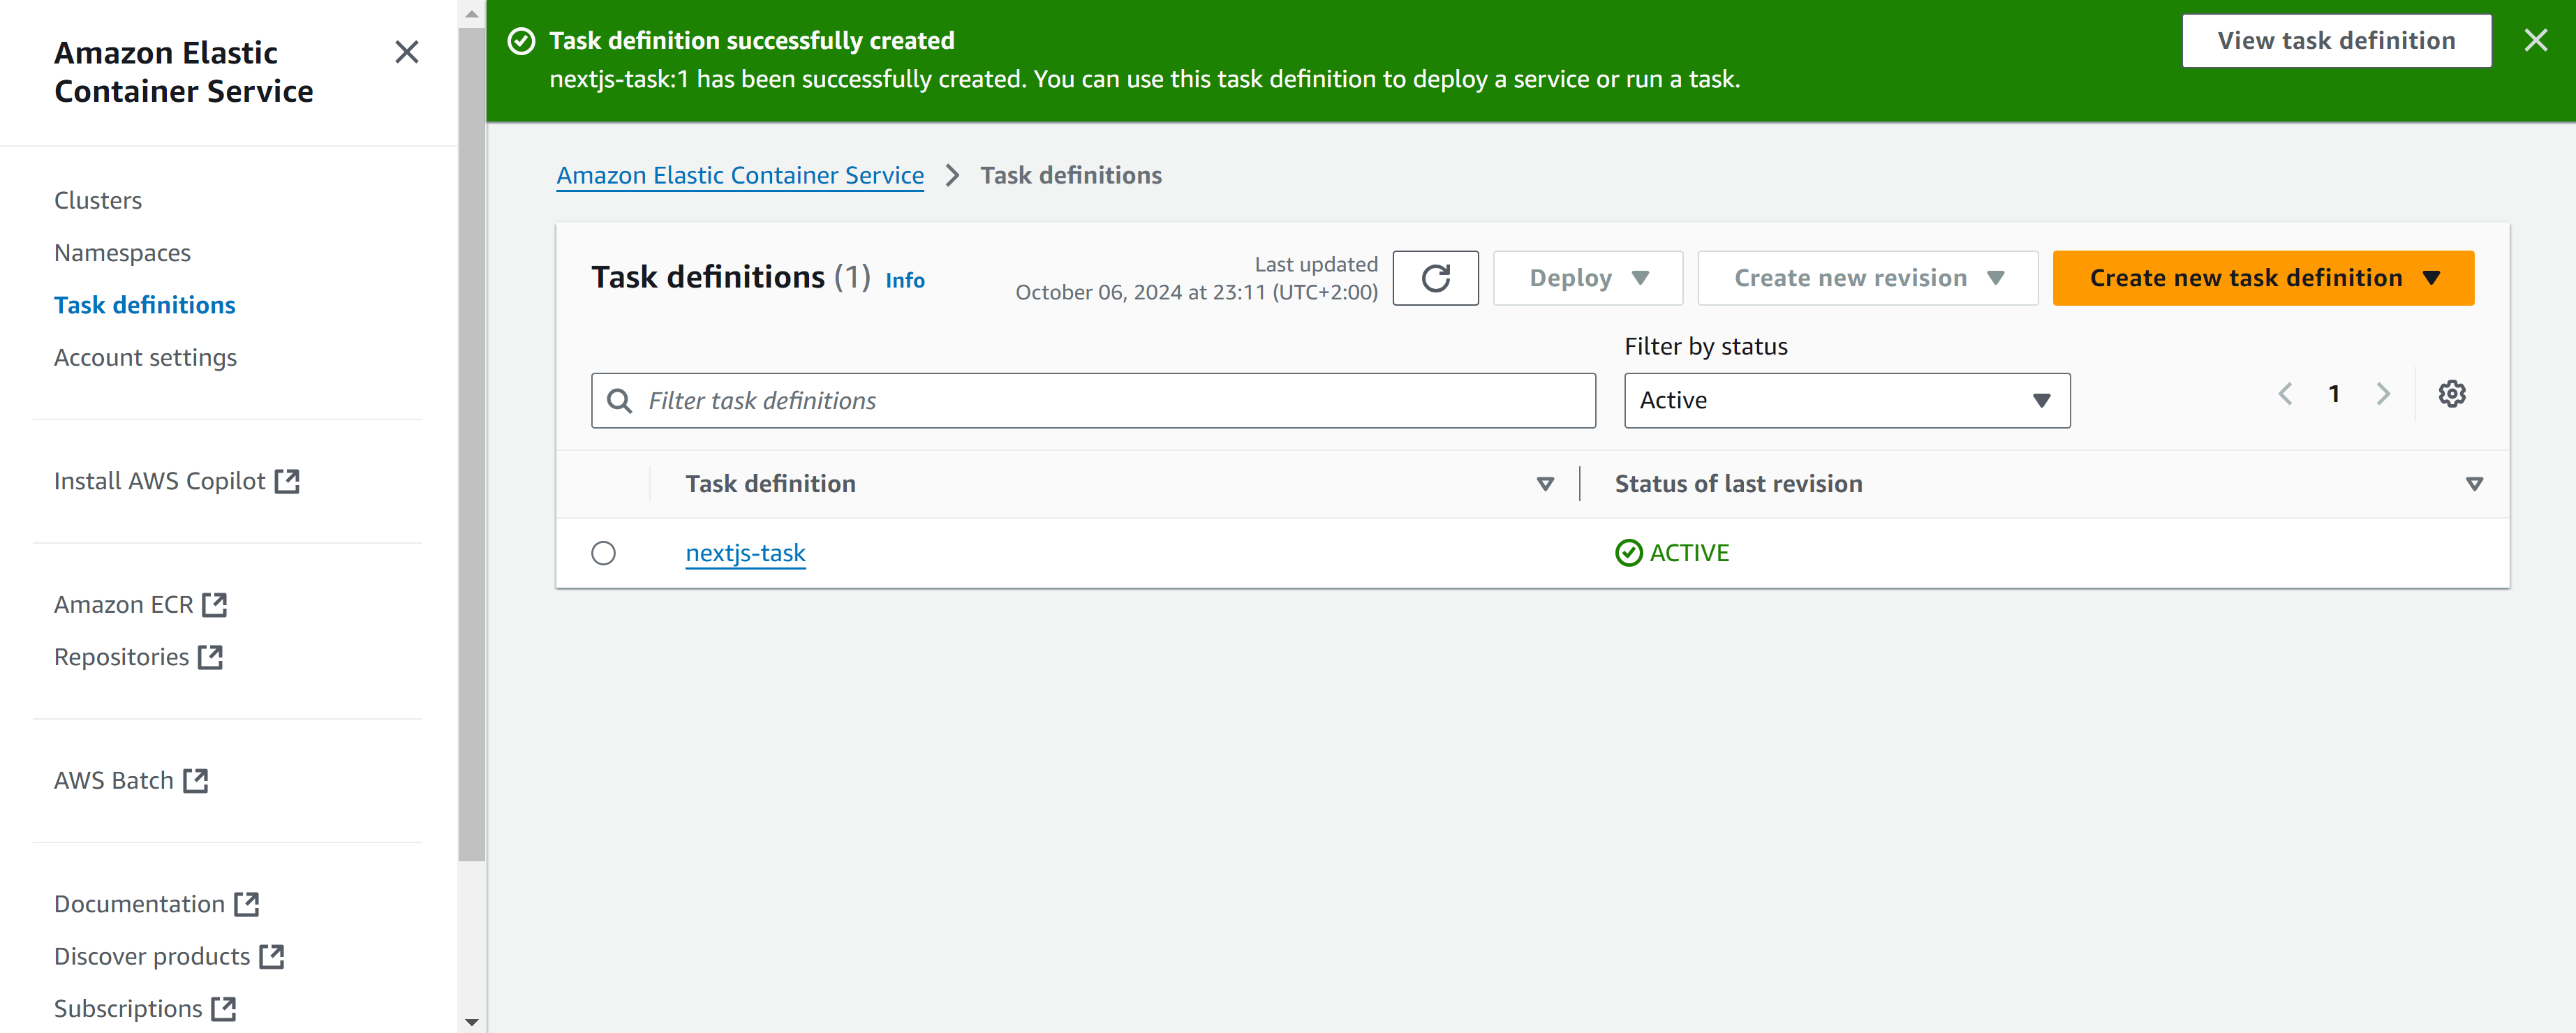 Amazon Elastic
Container Service
Clusters
Namespaces
Task definitions
Account settings
Install AWS Copilot
Amazon ECR
Repositories
AWS Batch
Documentation
Discover products
Subscriptions
Task definition successfully created
nextjs-task:1 has been successfully created. You can use this task definition to deploy a service or run a task.
View task definition
Amazon Elastic Container Service > Task definitions
Task definitions (1) Info
Last updated
October 06, 2024 at 23:11 (UTC+2:00)
Deploy
Create new revision
Create new task definition
Filter by status
Filter task definitions
Active
1
Task definition
Status of last revision
nextjs-task
ACTIVE